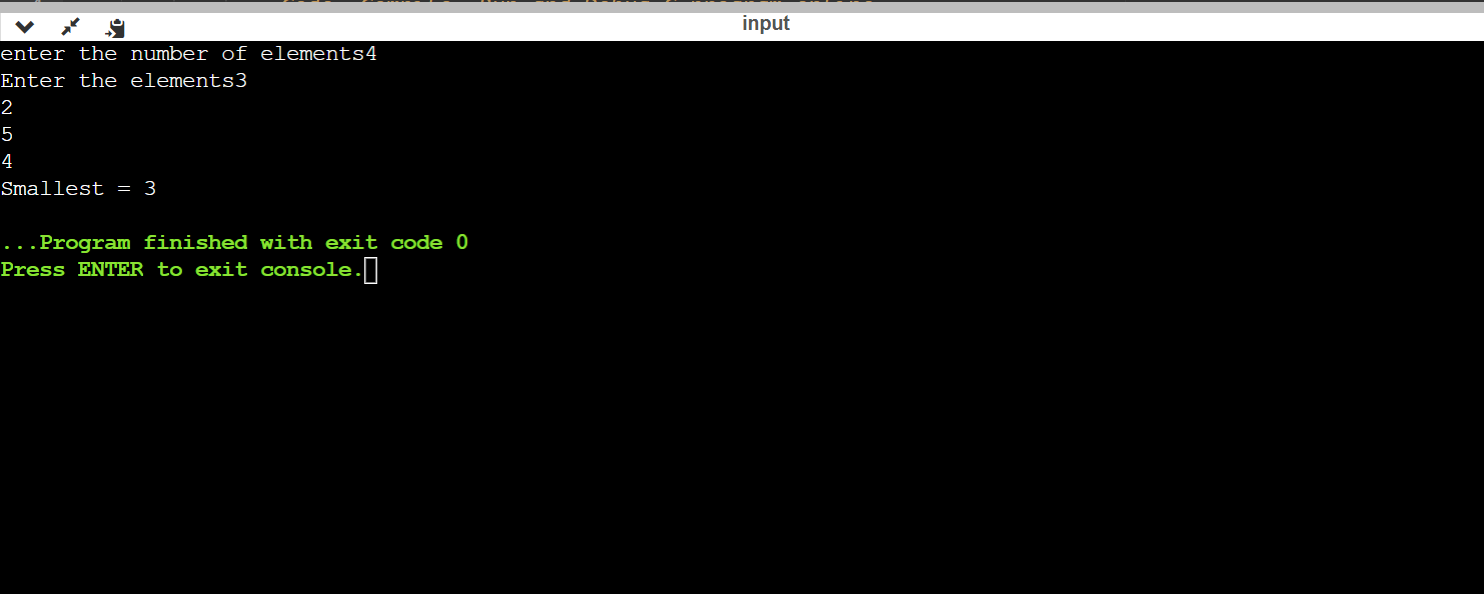 input
enter the number of elements4
Enter the elements3
2
5
4
Smallest = 3
...Program finished with exit code 0
Press ENTER to exit console.